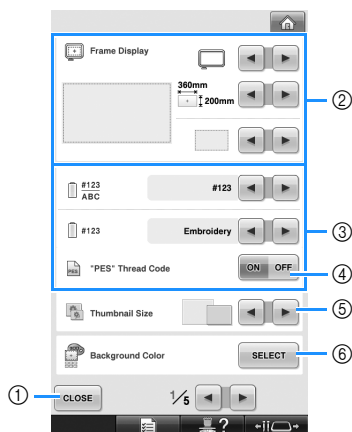 Frame Display
360mm
200mm
②
#123
ABC
#123
#123
Embroidery
③
PES
"PES" Thread Code
ON OFF
④
Thumbnail Size
⑤
Background Color
SELECT
⑥
①
CLOSE
1/5
?